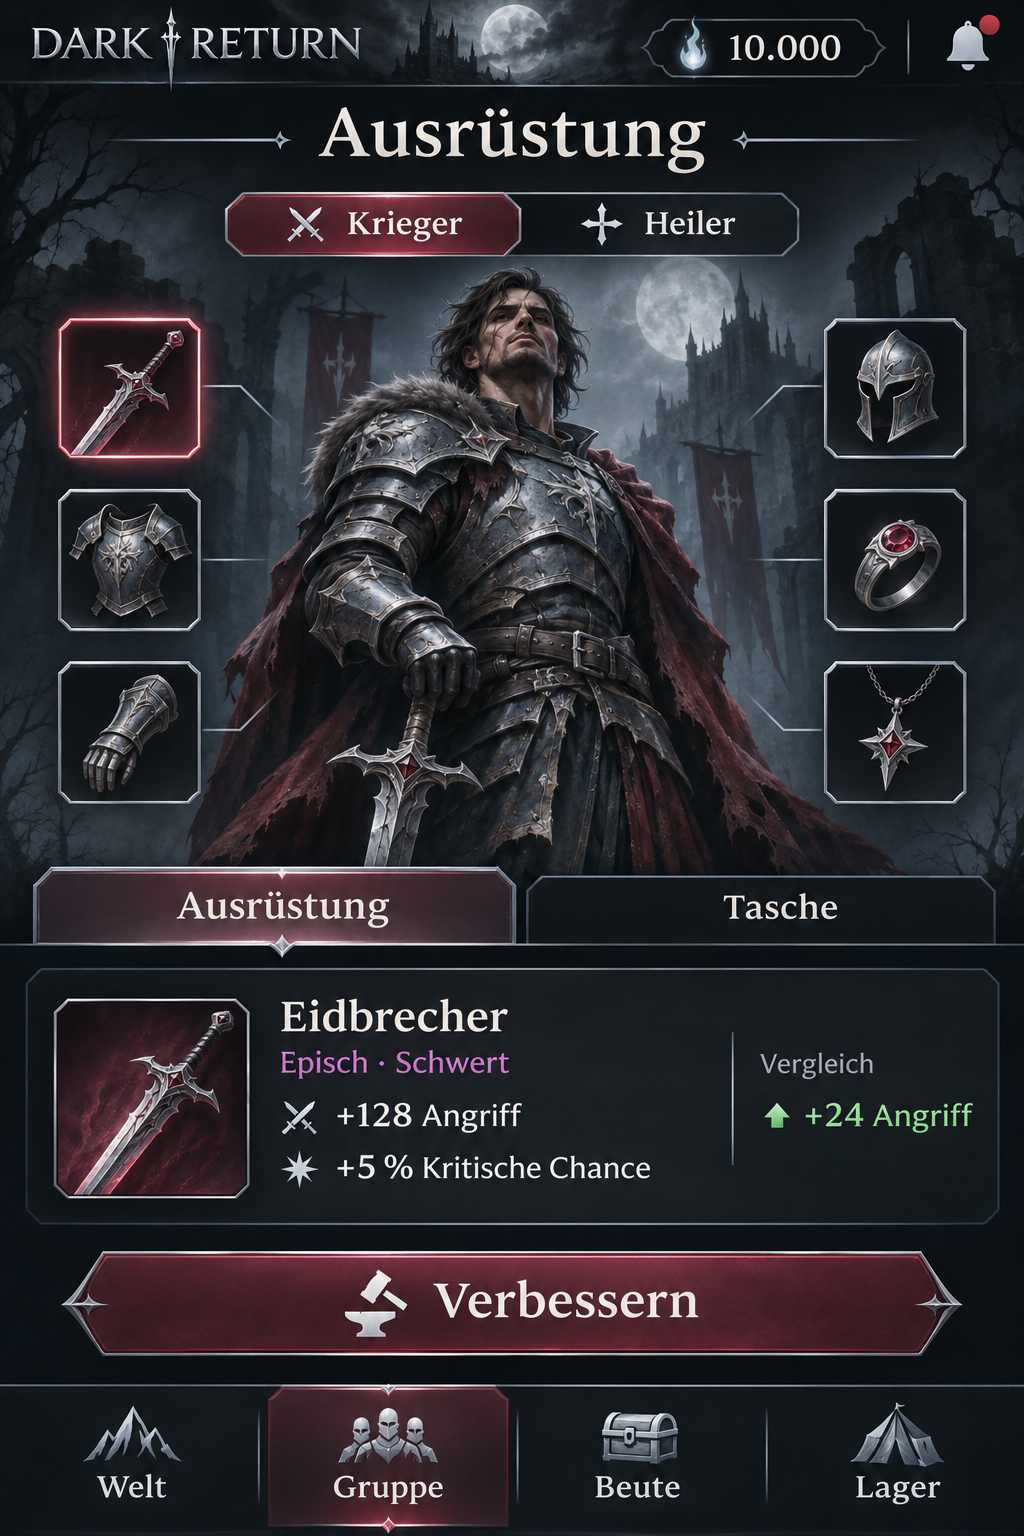 DARK RETURN
10.000
Ausrüstung
Krieger
Heiler
Ausrüstung
Tasche
Eidbrecher
Episch · Schwert
+128 Angriff
+5 % Kritische Chance
Vergleich
+24 Angriff
Verbessern
Welt
Gruppe
Beute
Lager